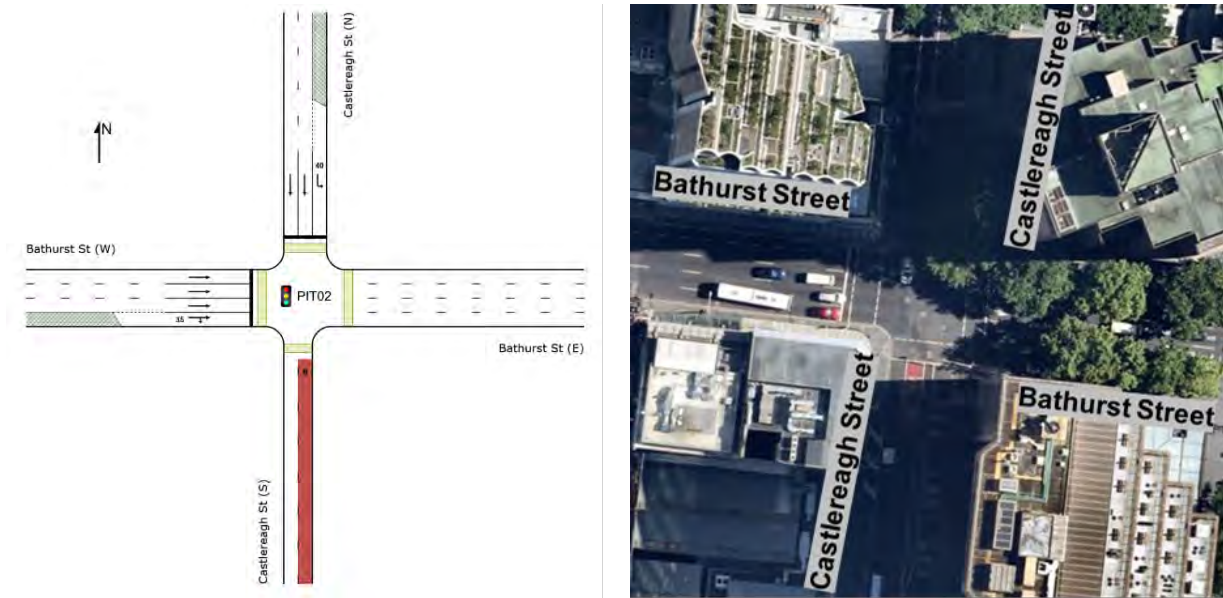 Castlereagh St (N)
N
40
Bathurst St (W)
PIT02
35
Bathurst St (E)
B
Castlereagh St (S)
Castlereagh Street
Bathurst Street
Bathurst Street
Castlereagh Street